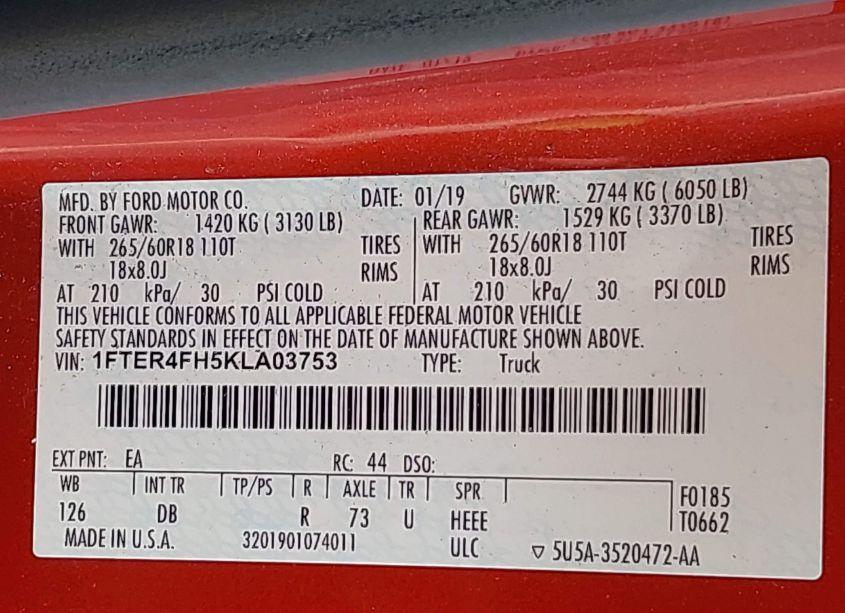 MFD. BY FORD MOTOR CO. DATE: 01/19 GVWR: 2744 KG ( 6050 LB)
FRONT GAWR: 1420 KG ( 3130 LB) REAR GAWR: 1529 KG ( 3370 LB)
WITH 265/60R18 110T TIRES WITH 265/60R18 110T TIRES
18x8.0J RIMS 18x8.0J RIMS
AT 210 kPa/ 30 PSI COLD AT 210 kPa/ 30 PSI COLD
THIS VEHICLE CONFORMS TO ALL APPLICABLE FEDERAL MOTOR VEHICLE
SAFETY STANDARDS IN EFFECT ON THE DATE OF MANUFACTURE SHOWN ABOVE.
VIN: 1FTER4FH5KLA03753 TYPE: Truck
EXT PNT: EA RC: 44 DSO:
WB INT TR TP/PS R AXLE TR SPR F0185
126 DB R 73 U HEEE T0662
MADE IN U.S.A. 3201901074011 ULC ▽ 5U5A-3520472-AA